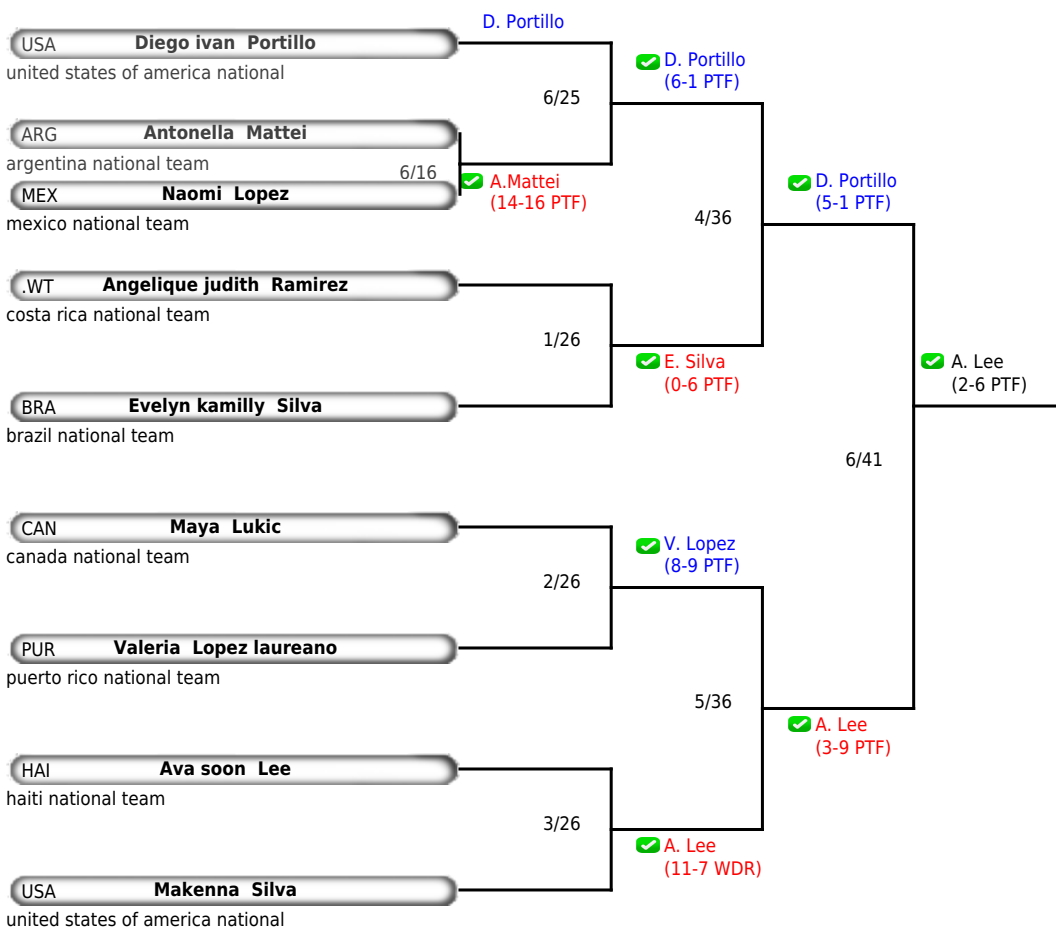 D. Portillo
USA Diego ivan Portillo
united states of america national
D. Portillo
(6-1 PTF)
6/25
ARG Antonella Mattei
argentina national team
6/16
A.Mattei
(14-16 PTF)
MEX Naomi Lopez
mexico national team
D. Portillo
(5-1 PTF)
4/36
.WT Angelique judith Ramirez
costa rica national team
1/26
E. Silva
(0-6 PTF)
BRA Evelyn kamilly Silva
brazil national team
A. Lee
(2-6 PTF)
6/41
CAN Maya Lukic
canada national team
V. Lopez
(8-9 PTF)
2/26
PUR Valeria Lopez laureano
puerto rico national team
5/36
A. Lee
(3-9 PTF)
HAI Ava soon Lee
haiti national team
3/26
A. Lee
(11-7 WDR)
USA Makenna Silva
united states of america national